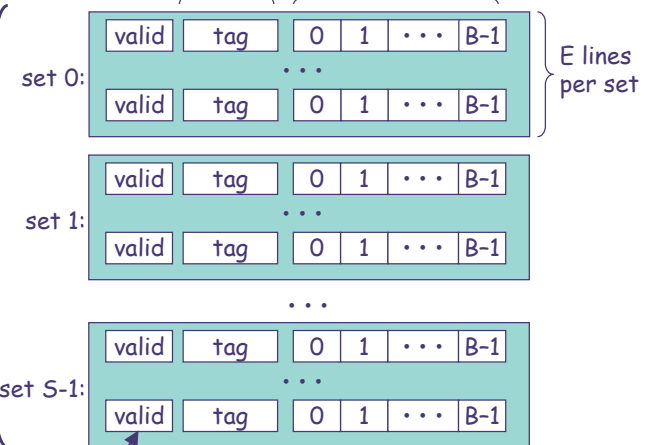 valid tag 0 1 ··· B–1
···
set 0:
valid tag 0 1 ··· B–1
E lines
per set
valid tag 0 1 ··· B–1
···
set 1:
valid tag 0 1 ··· B–1
···
valid tag 0 1 ··· B–1
···
set S-1:
valid tag 0 1 ··· B–1